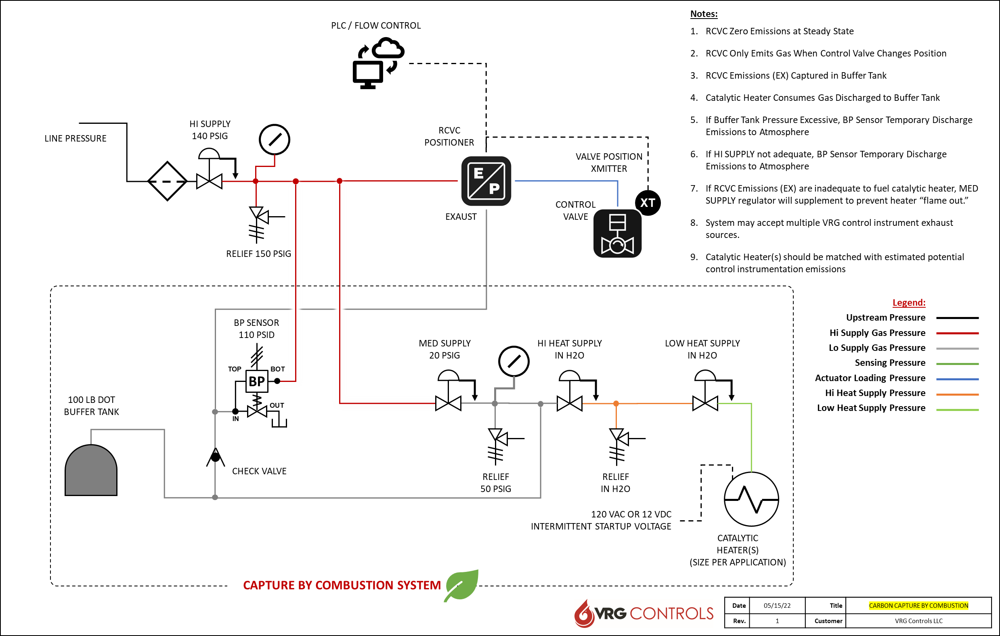 PLC / FLOW CONTROL
Notes:
1. RCVC Zero Emissions at Steady State
2. RCVC Only Emits Gas When Control Valve Changes Position
3. RCVC Emissions (EX) Captured in Buffer Tank
4. Catalytic Heater Consumes Gas Discharged to Buffer Tank
5. If Buffer Tank Pressure Excessive, BP Sensor Temporary Discharge
Emissions to Atmosphere
6. If HI SUPPLY not adequate, BP Sensor Temporary Discharge
Emissions to Atmosphere
7. If RCVC Emissions (EX) are inadequate to fuel catalytic heater, MED
SUPPLY regulator will supplement to prevent heater “flame out.”
8. System may accept multiple VRG control instrument exhaust
sources.
9. Catalytic Heater(s) should be matched with estimated potential
control instrumentation emissions
LINE PRESSURE
HI SUPPLY
140 PSIG
RELIEF 150 PSIG
RCVC
POSITIONER
E
P
EXAUST
VALVE POSITION
XMITTER
XT
CONTROL
VALVE
Legend:
Upstream Pressure
Hi Supply Gas Pressure
Lo Supply Gas Pressure
Sensing Pressure
Actuator Loading Pressure
Hi Heat Supply Pressure
Low Heat Supply Pressure
BP SENSOR
110 PSID
TOP
BOT
BP
OUT
IN
100 LB DOT
BUFFER TANK
CHECK VALVE
MED SUPPLY
20 PSIG
HI HEAT SUPPLY
IN H2O
LOW HEAT SUPPLY
IN H2O
RELIEF
50 PSIG
RELIEF
IN H2O
120 VAC OR 12 VDC
INTERMITTENT STARTUP VOLTAGE
CATALYTIC
HEATER(S)
(SIZE PER APPLICATION)
CAPTURE BY COMBUSTION SYSTEM
VRG CONTROLS
Date 05/15/22 Title CARBON CAPTURE BY COMBUSTION
Rev. 1 Customer VRG Controls LLC